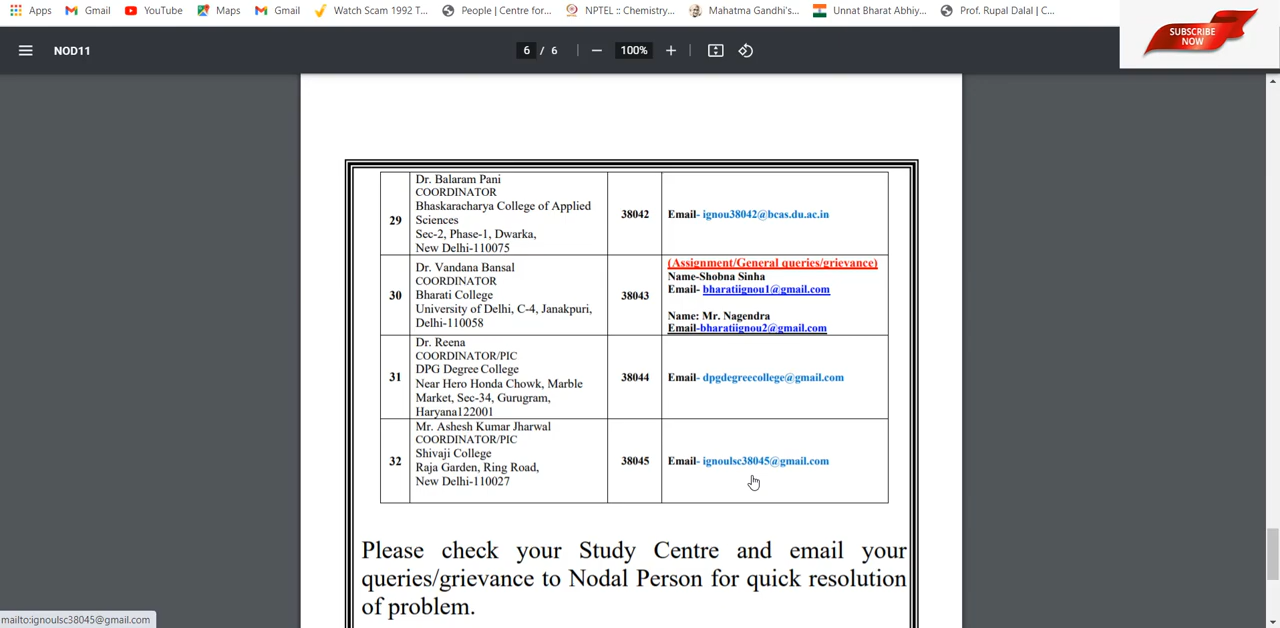 Apps Gmail YouTube Maps Gmail Watch Scam 1992 T... People | Centre for... NPTEL :: Chemistry... Mahatma Gandhi's... Unnat Bharat Abhiy... Prof. Rupal Dalal | C...
SUBSCRIBE
NOW
NOD11
6 / 6
100%
29
Dr. Balaram Pani
COORDINATOR
Bhaskaracharya College of Applied
Sciences
Sec-2, Phase-1, Dwarka,
New Delhi-110075
38042
Email- ignou38042@bcas.du.ac.in
30
Dr. Vandana Bansal
COORDINATOR
Bharati College
University of Delhi, C-4, Janakpuri,
Delhi-110058
38043
(Assignment/General queries/grievance)
Name-Shobna Sinha
Email- bharatiignou1@gmail.com
Name: Mr. Nagendra
Email-bharatiignou2@gmail.com
31
Dr. Reena
COORDINATOR/PIC
DPG Degree College
Near Hero Honda Chowk, Marble
Market, Sec-34, Gurugram,
Haryana122001
38044
Email- dpgdegreecollege@gmail.com
32
Mr. Ashesh Kumar Jharwal
COORDINATOR/PIC
Shivaji College
Raja Garden, Ring Road,
New Delhi-110027
38045
Email- ignoulsc38045@gmail.com
Please check your Study Centre and email your
queries/grievance to Nodal Person for quick resolution
of problem.
mailto:ignoulsc38045@gmail.com